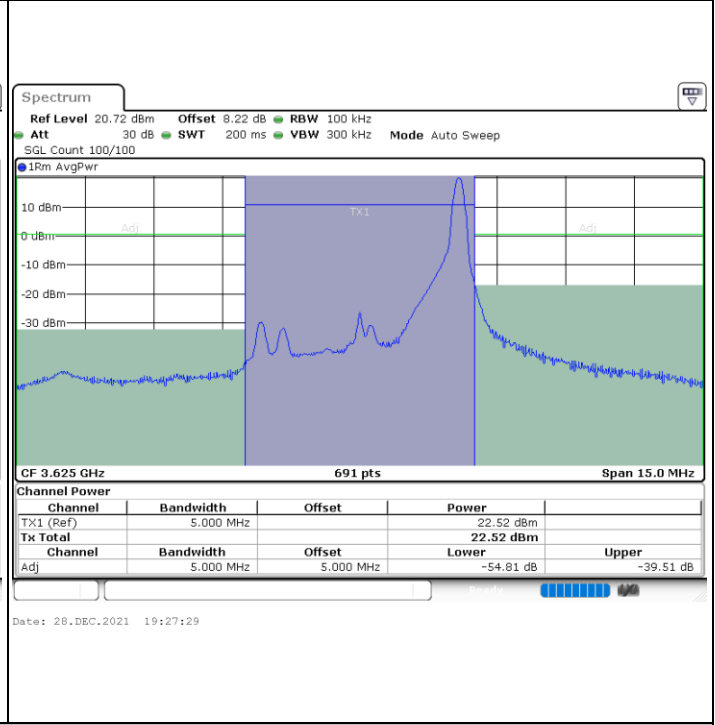 Spectrum
Ref Level 20.72 dBm Offset 8.22 dB RBW 100 kHz
Att 30 dB SWT 200 ms VBW 300 kHz Mode Auto Sweep
SGL Count 100/100
1Rm AvgPwr
10 dBm
TX1
Adj
Adj
0 dBm
-10 dBm
-20 dBm
-30 dBm
CF 3.625 GHz 691 pts Span 15.0 MHz
Channel Power
Channel Bandwidth Offset Power
TX1 (Ref) 5.000 MHz 22.52 dBm
Tx Total 22.52 dBm
Channel Bandwidth Offset Lower Upper
Adj 5.000 MHz 5.000 MHz -54.81 dB -39.51 dB
Ready
Date: 28.DEC.2021 19:27:29